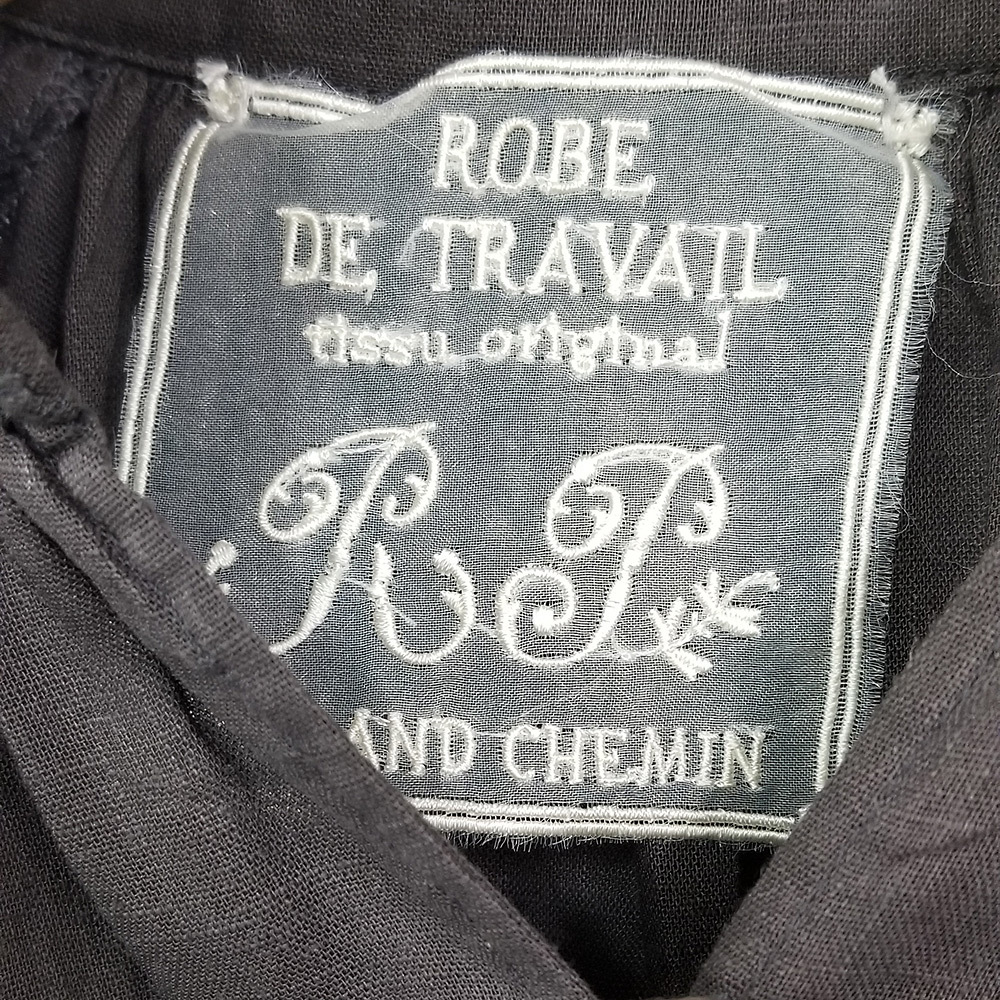 ROBE
DE TRAVAIL
tissu original
R P
AND CHEMIN